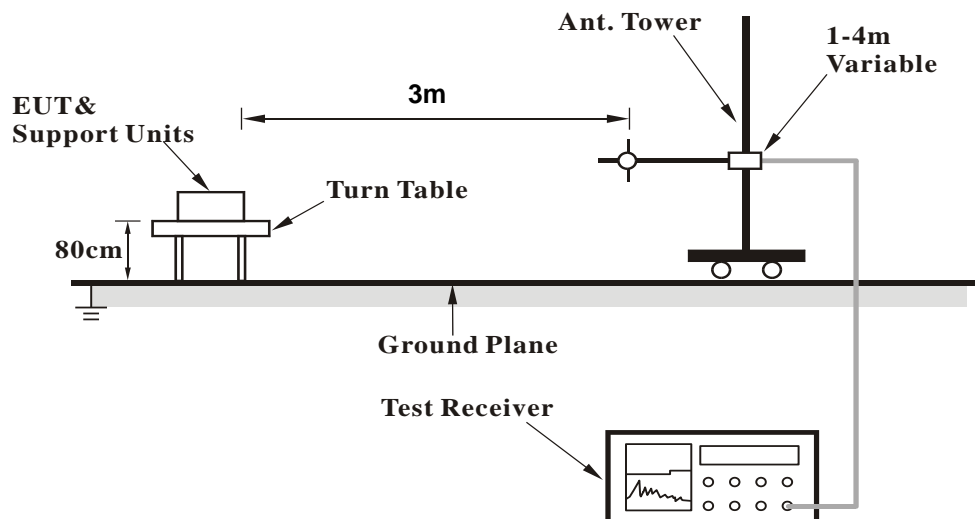 Ant. Tower
1-4m
Variable
3m
EUT&
Support Units
Turn Table
80cm
Ground Plane
Test Receiver